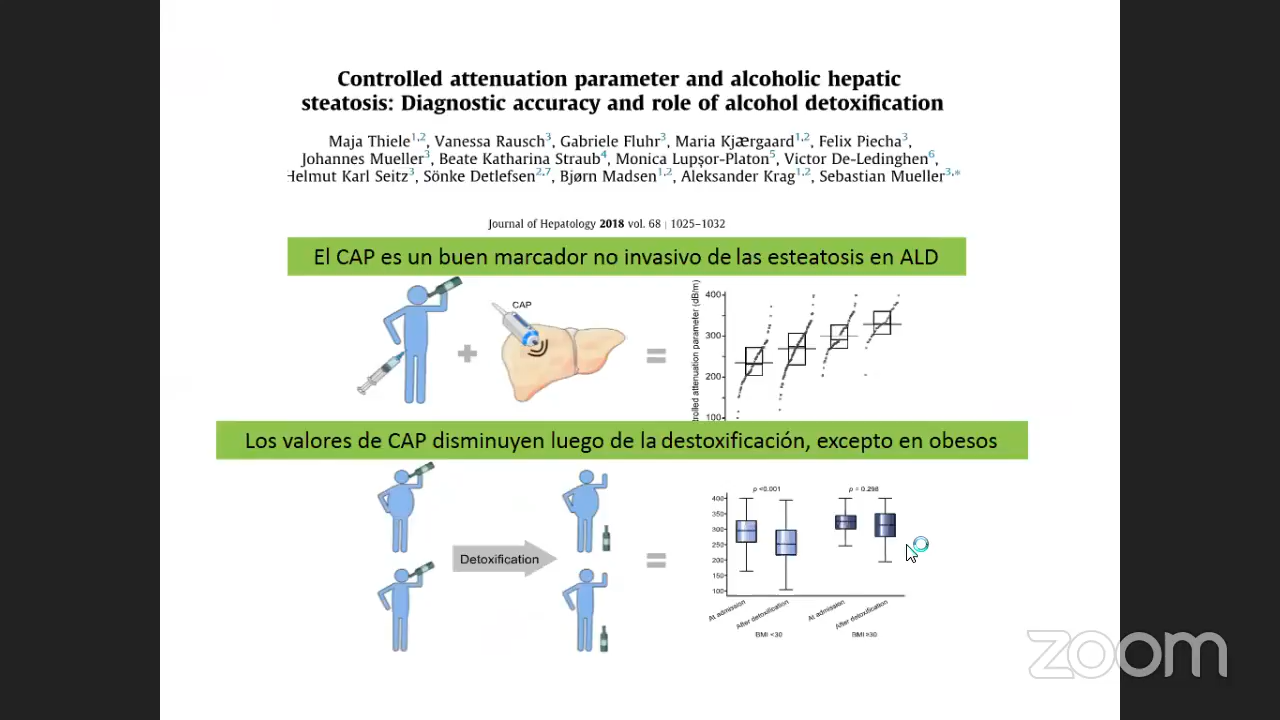 Controlled attenuation parameter and alcoholic hepatic
steatosis: Diagnostic accuracy and role of alcohol detoxification
Maja Thiele1,2, Vanessa Rausch3, Gabriele Fluhr3, Maria Kjærgaard1,2, Felix Piecha3,
Johannes Mueller3, Beate Katharina Straub4, Monica Lupșor-Platon5, Victor De-Ledinghen6,
Helmut Karl Seitz3, Sönke Detlefsen2,7, Bjørn Madsen1,2, Aleksander Krag1,2, Sebastian Mueller3,*
Journal of Hepatology 2018 vol. 68 | 1025–1032
El CAP es un buen marcador no invasivo de las esteatosis en ALD
CAP
rolled attenuation parameter (dB/m)
400
300
200
100
Los valores de CAP disminuyen luego de la destoxificación, excepto en obesos
Detoxification
p <0.001
p = 0.298
400
350
300
250
200
150
100
At admission
After detoxification
At admission
After detoxification
BMI <30
BMI ≥30
zoom